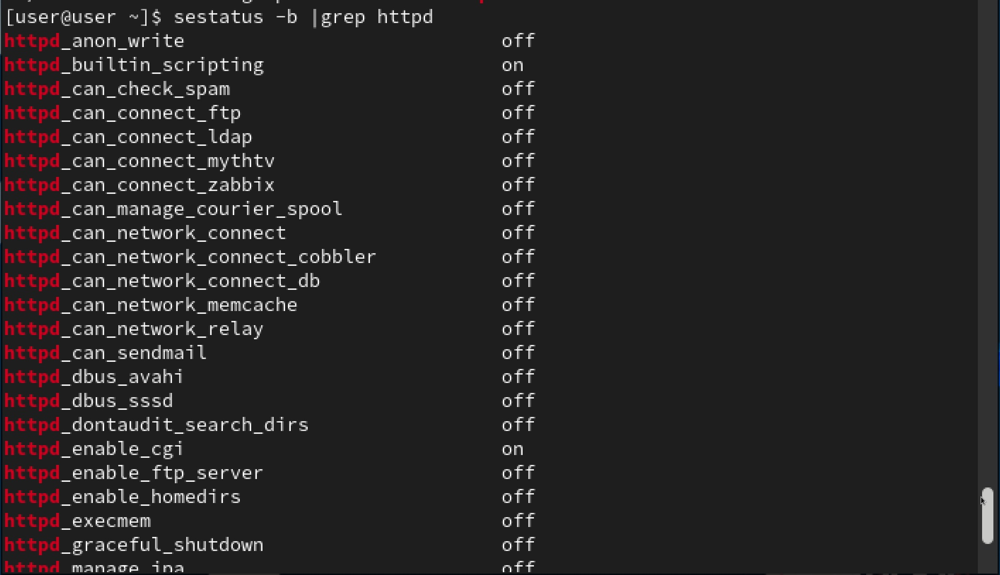 [user@user ~]$ sestatus -b |grep httpd
httpd_anon_write off
httpd_builtin_scripting on
httpd_can_check_spam off
httpd_can_connect_ftp off
httpd_can_connect_ldap off
httpd_can_connect_mythtv off
httpd_can_connect_zabbix off
httpd_can_manage_courier_spool off
httpd_can_network_connect off
httpd_can_network_connect_cobbler off
httpd_can_network_connect_db off
httpd_can_network_memcache off
httpd_can_network_relay off
httpd_can_sendmail off
httpd_dbus_avahi off
httpd_dbus_sssd off
httpd_dontaudit_search_dirs off
httpd_enable_cgi on
httpd_enable_ftp_server off
httpd_enable_homedirs off
httpd_execmem off
httpd_graceful_shutdown off
httpd_manage_ipa off